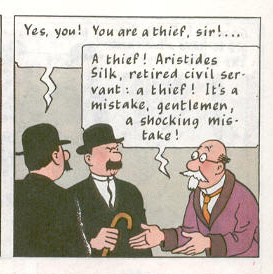 Yes, you! You are a thief, sir!...
A thief! Aristides
Silk, retired civil ser-
vant: a thief! It's a
mistake, gentlemen,
a shocking mis-
take!